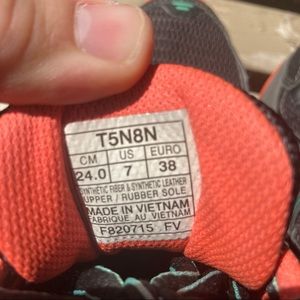 T5N8N
CM US EURO
24.0 7 38
SYNTHETIC FIBER & SYNTHETIC LEATHER
UPPER / RUBBER SOLE
MADE IN VIETNAM
FABRIQUÉ AU VIETNAM
F820715 FV